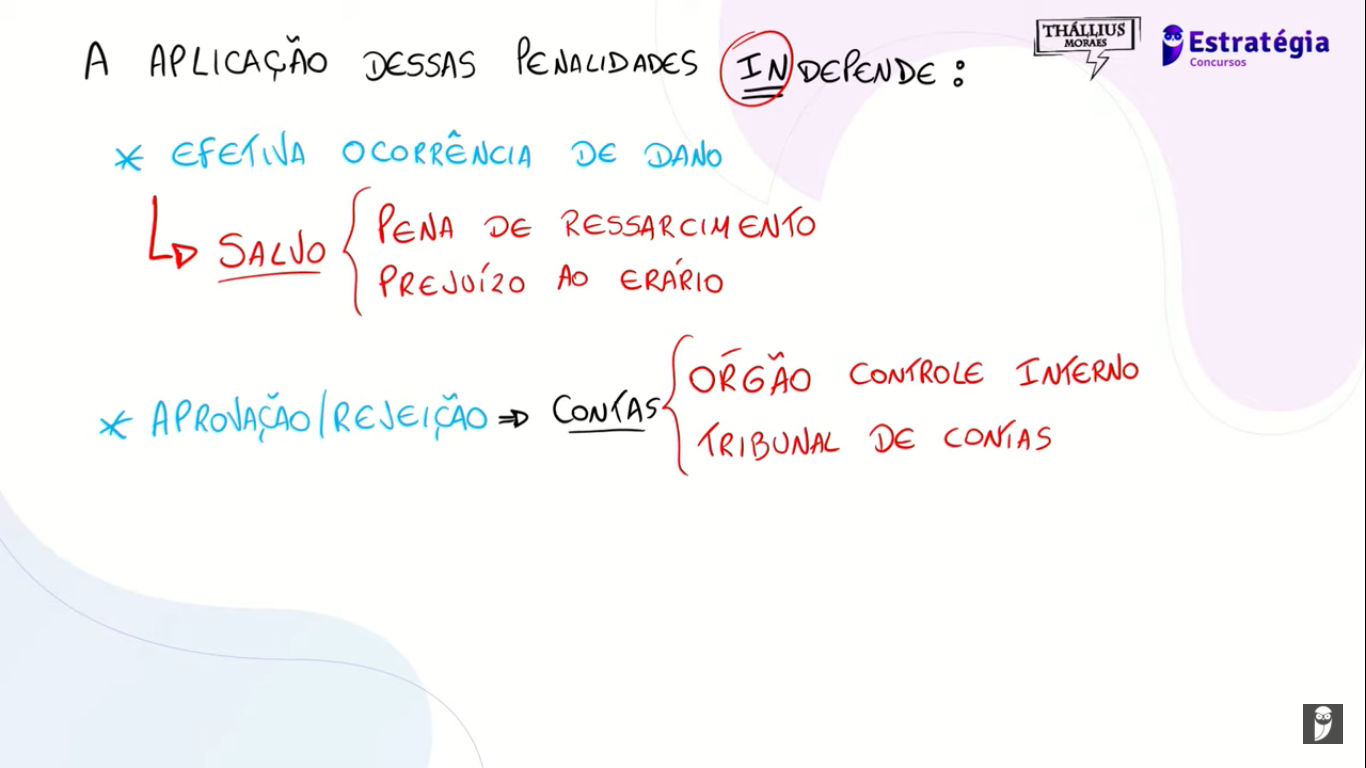 A APLICAÇÃO DESSAS PENALIDADES INDEPENDE:
THÁLLIUS
MORAES
Estratégia
Concursos
* EFETIVA OCORRÊNCIA DE DANO
SALVO
PENA DE RESSARCIMENTO
PREJUÍZO AO ERÁRIO
* APROVAÇÃO/REJEIÇÃO ⇒ CONTAS
ÓRGÃO CONTROLE INTERNO
TRIBUNAL DE CONTAS